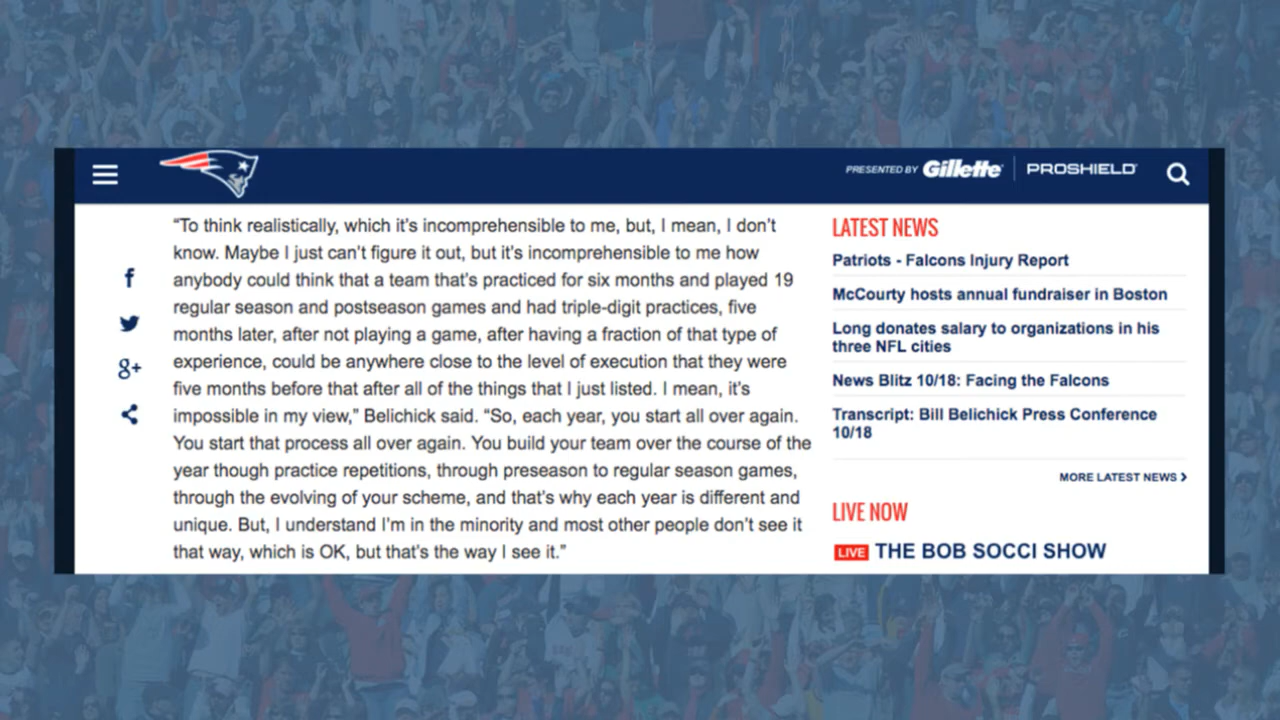 PRESENTED BY Gillette PROSHIELD
“To think realistically, which it’s incomprehensible to me, but, I mean, I don’t
know. Maybe I just can’t figure it out, but it’s incomprehensible to me how
anybody could think that a team that’s practiced for six months and played 19
regular season and postseason games and had triple-digit practices, five
months later, after not playing a game, after having a fraction of that type of
experience, could be anywhere close to the level of execution that they were
five months before that after all of the things that I just listed. I mean, it’s
impossible in my view,” Belichick said. “So, each year, you start all over again.
You start that process all over again. You build your team over the course of the
year though practice repetitions, through preseason to regular season games,
through the evolving of your scheme, and that’s why each year is different and
unique. But, I understand I’m in the minority and most other people don’t see it
that way, which is OK, but that’s the way I see it.”
f
8+
LATEST NEWS
Patriots - Falcons Injury Report
McCourty hosts annual fundraiser in Boston
Long donates salary to organizations in his
three NFL cities
News Blitz 10/18: Facing the Falcons
Transcript: Bill Belichick Press Conference
10/18
MORE LATEST NEWS
LIVE NOW
LIVE THE BOB SOCCI SHOW